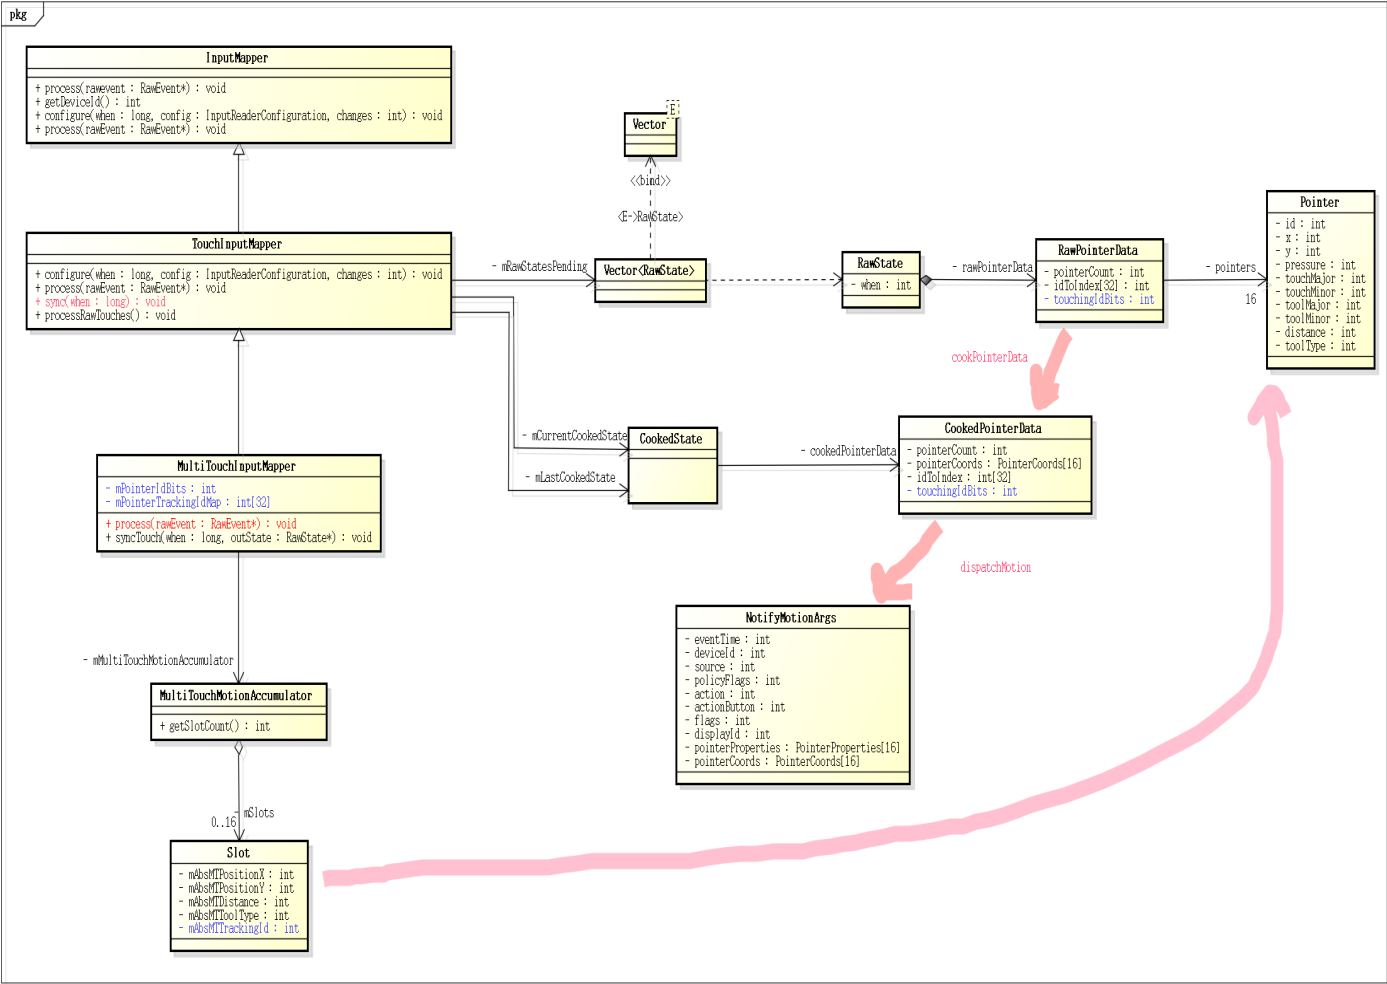 pkg
InputMapper
+ process(rawevent : RawEvent*) : void
+ getDeviceId() : int
+ configure(when : long, config : InputReaderConfiguration, changes : int) : void
+ process(rawEvent : RawEvent*) : void
E
Vector
<<bind>>
<E->RawState>
TouchInputMapper
+ configure(when : long, config : InputReaderConfiguration, changes : int) : void
+ process(rawEvent : RawEvent*) : void
+ sync(when : long) : void
+ processRawTouches() : void
- mRawStatesPending
Vector<RawState>
RawState
- when : int
- rawPointerData
RawPointerData
- pointerCount : int
- idToIndex[32] : int
- touchingIdBits : int
- pointers
16
Pointer
- id : int
- x : int
- y : int
- pressure : int
- touchMajor : int
- touchMinor : int
- toolMajor : int
- toolMinor : int
- distance : int
- toolType : int
cookPointerData
- mCurrentCookedState
- mLastCookedState
CookedState
- cookedPointerData
CookedPointerData
- pointerCount : int
- pointerCoords : PointerCoords[16]
- idToIndex : int[32]
- touchingIdBits : int
MultiTouchInputMapper
- mPointerIdBits : int
- mPointerTrackingIdMap : int[32]
+ process(rawEvent : RawEvent*) : void
+ syncTouch(when : long, outState : RawState*) : void
dispatchMotion
NotifyMotionArgs
- eventTime : int
- deviceId : int
- source : int
- policyFlags : int
- action : int
- actionButton : int
- flags : int
- displayId : int
- pointerProperties : PointerProperties[16]
- pointerCoords : PointerCoords[16]
- mMultiTouchMotionAccumulator
MultiTouchMotionAccumulator
+ getSlotCount() : int
- mSlots
0..16
Slot
- mAbsMTPositionX : int
- mAbsMTPositionY : int
- mAbsMTDistance : int
- mAbsMTToolType : int
- mAbsMTTrackingId : int